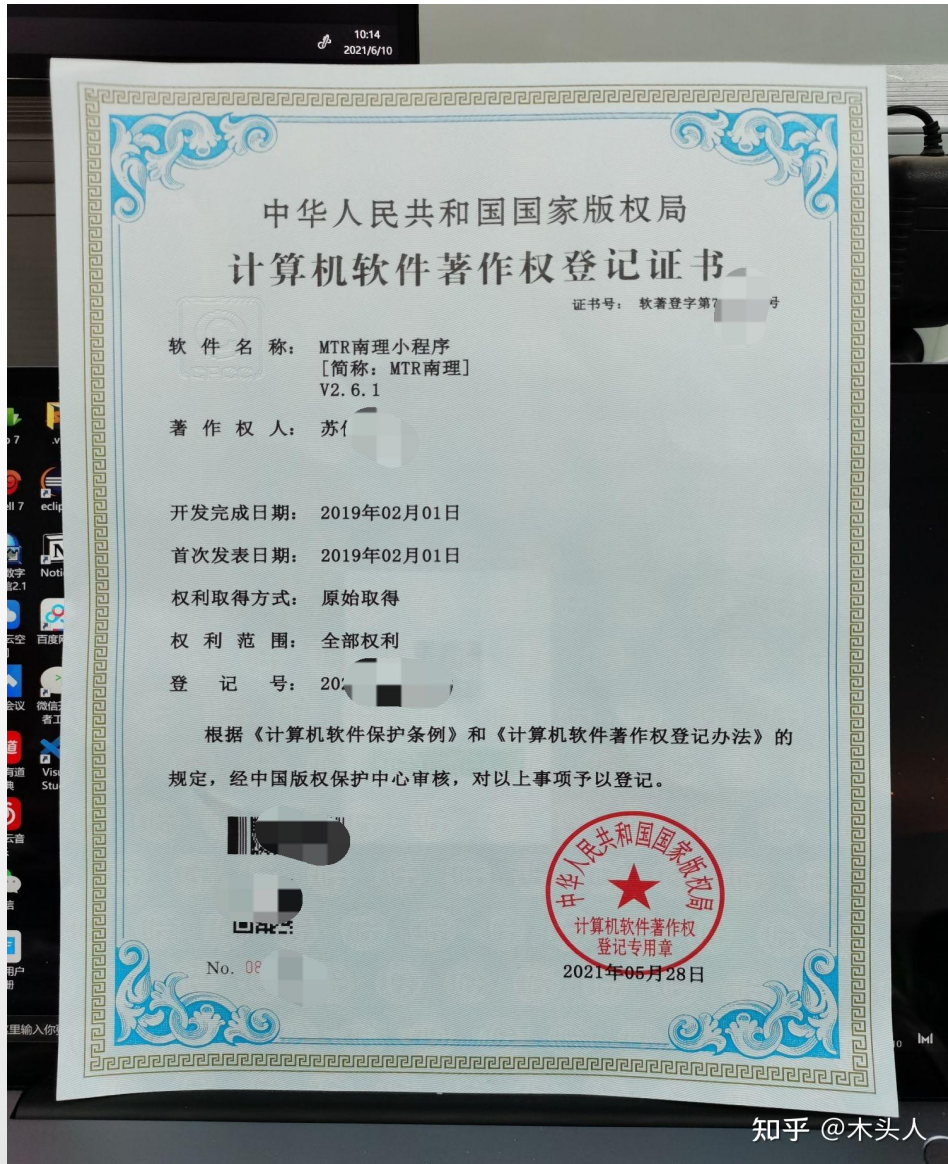 10:14
2021/6/10
中华人民共和国国家版权局
计算机软件著作权登记证书
证书号： 软著登字第7 号
软件名称： MTR南理小程序
[简称：MTR南理]
V2.6.1
著作权人： 苏
开发完成日期： 2019年02月01日
首次发表日期： 2019年02月01日
权利取得方式： 原始取得
权利范围： 全部权利
登记号： 202
根据《计算机软件保护条例》和《计算机软件著作权登记办法》的
规定，经中国版权保护中心审核，对以上事项予以登记。
中华人民共和国国家版权局
计算机软件著作权
登记专用章
No. 08
2021年05月28日
知乎 @木头人